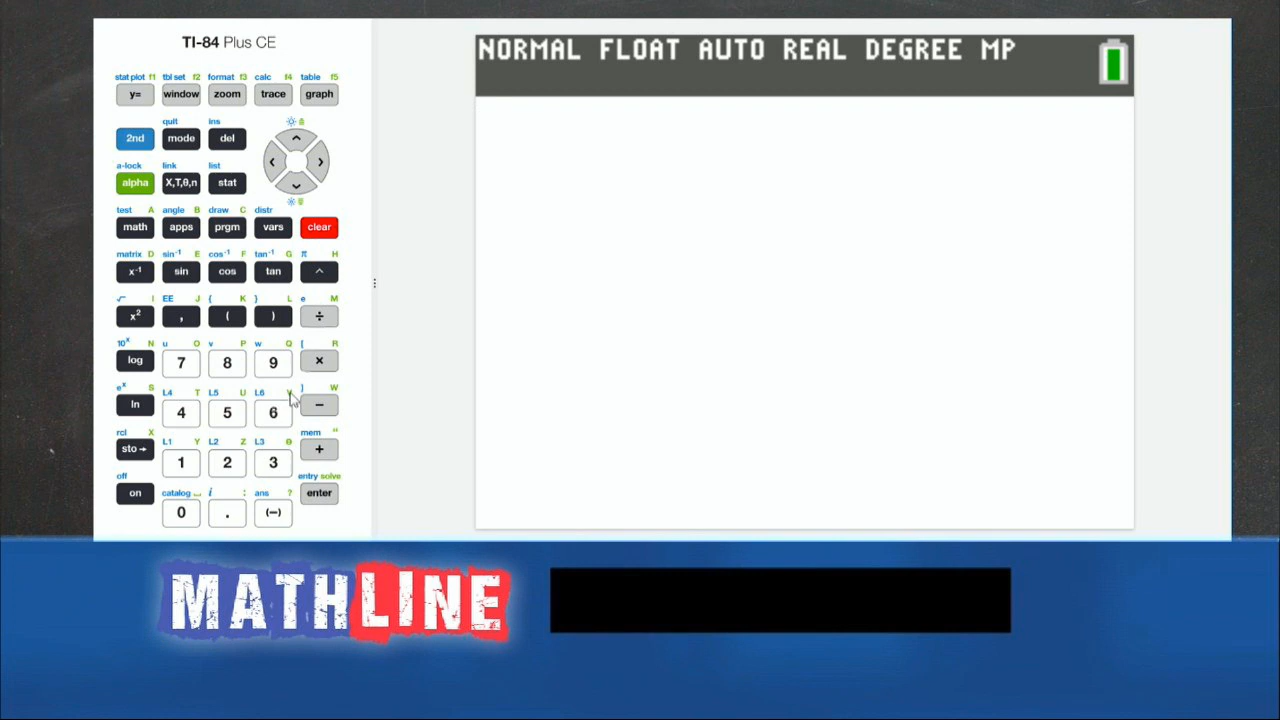 TI-84 Plus CE
NORMAL FLOAT AUTO REAL DEGREE MP
stat plot f1 tbl set f2 format f3 calc f4 table f5
y= window zoom trace graph
quit ins
2nd mode del
a-lock link list
alpha X,T,θ,n stat
test A angle B draw C distr
math apps prgm vars clear
matrix D sin⁻¹ E cos⁻¹ F tan⁻¹ G π H
x⁻¹ sin cos tan ^
√ I EE J { K } L e M
x² , ( ) ÷
10ˣ N u O v P w Q [ R
log 7 8 9 ×
eˣ S L4 T L5 U L6 V ] W
ln 4 5 6 −
rcl X L1 Y L2 Z L3 θ mem "
sto→ 1 2 3 +
off catalog ⎵ i : ans ? entry solve
on 0 . (−) enter
MATHLINE